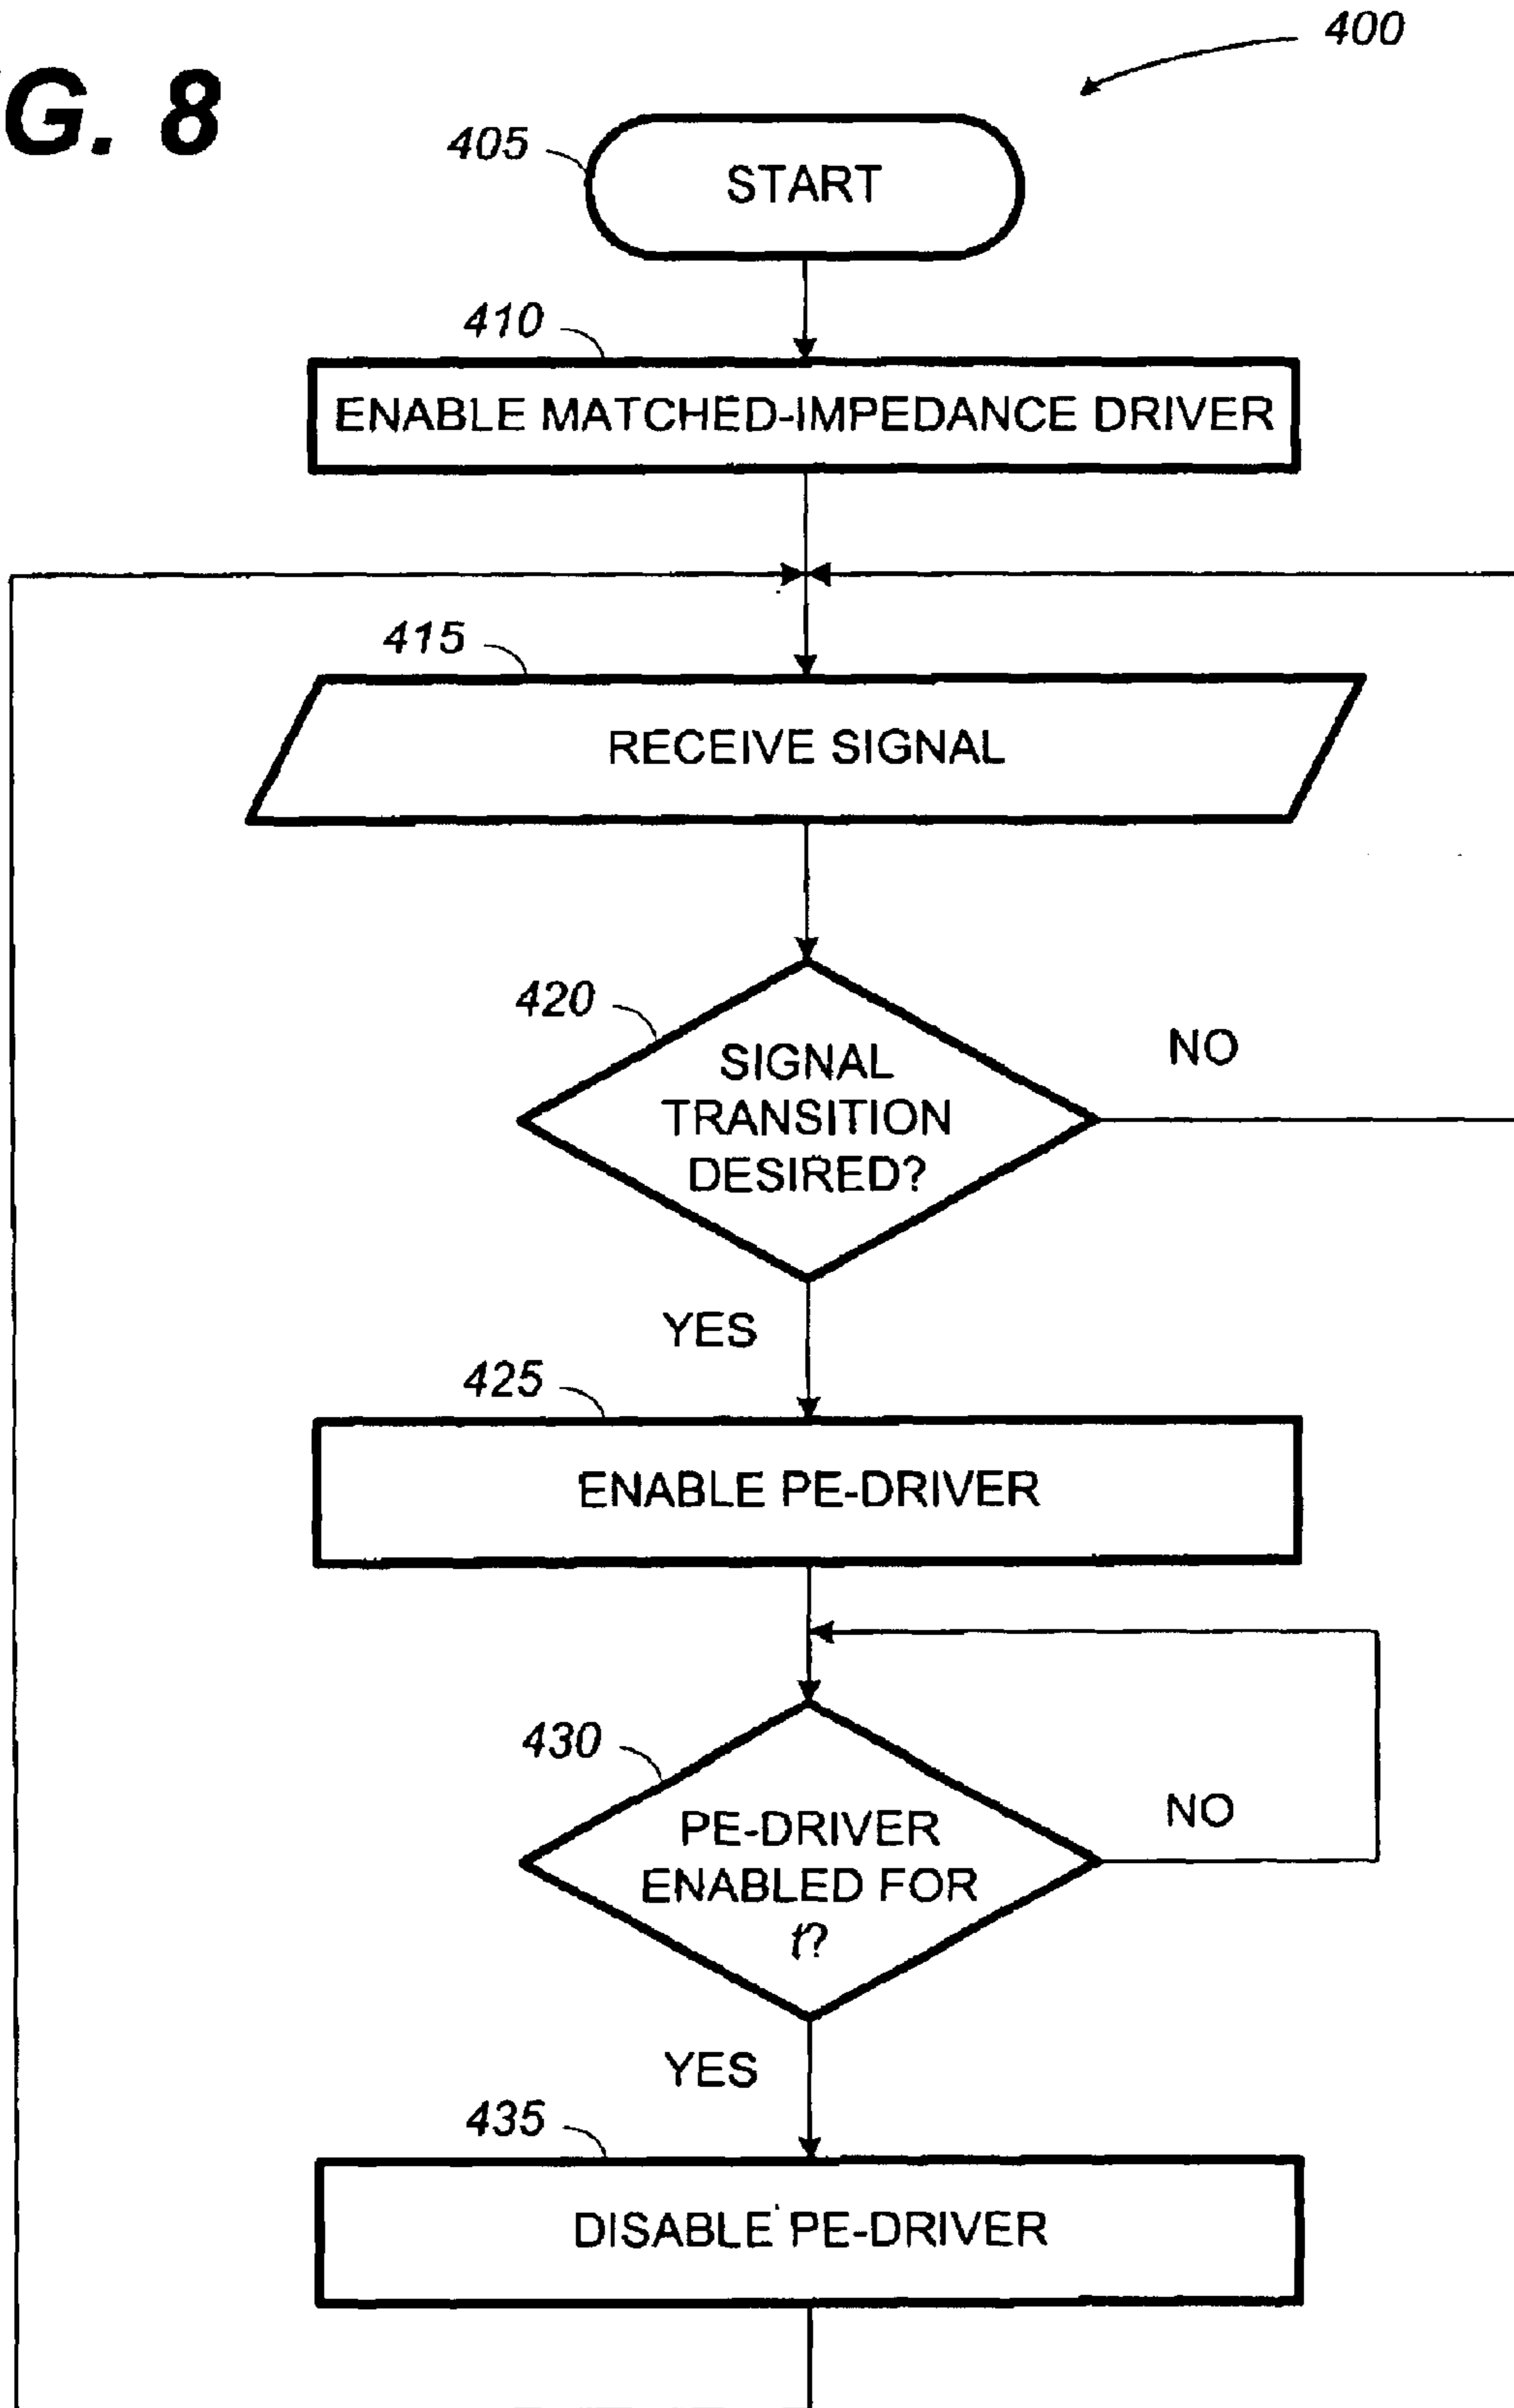 G. 8
400
405
START
410
ENABLE MATCHED-IMPEDANCE DRIVER
415
RECEIVE SIGNAL
420
SIGNAL
TRANSITION
DESIRED?
NO
YES
425
ENABLE PE-DRIVER
430
PE-DRIVER
ENABLED FOR
t?
NO
YES
435
DISABLE PE-DRIVER